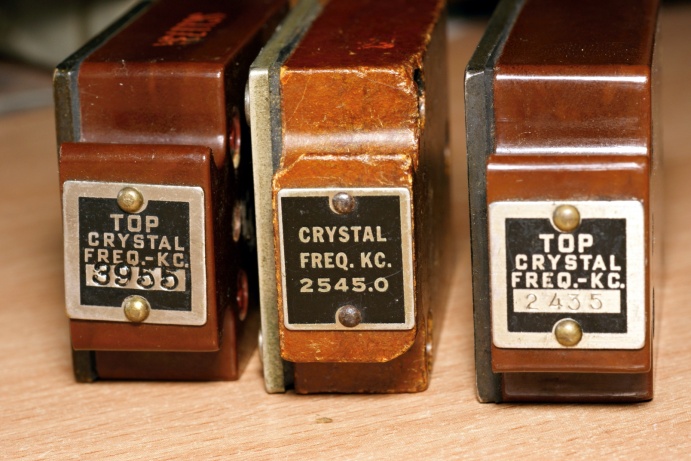 TOP
CRYSTAL
FREQ.-KC.
3955
CRYSTAL
FREQ. KC.
2545.0
TOP
CRYSTAL
FREQ.-KC.
2435